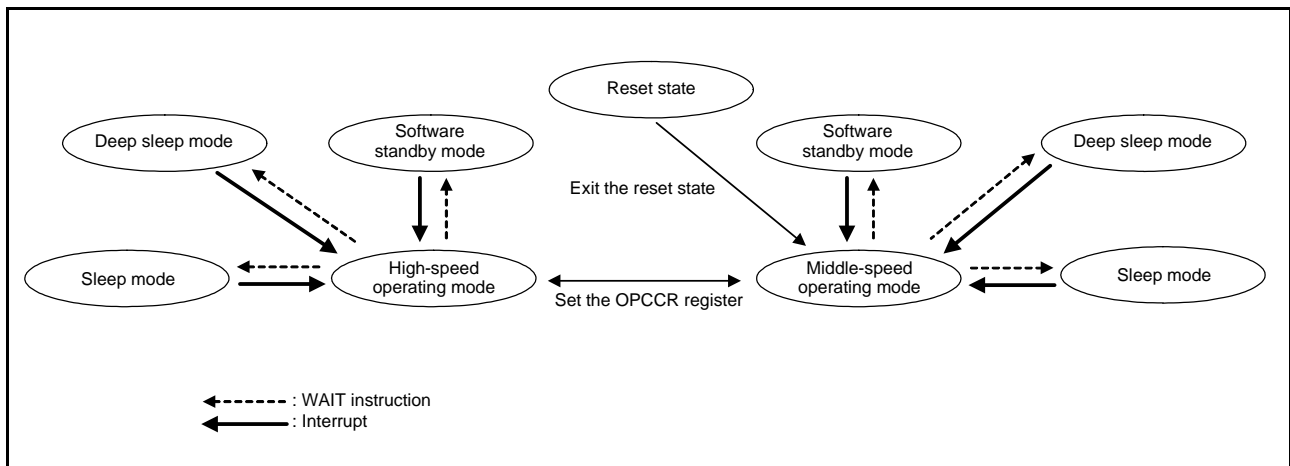 Reset state
Deep sleep mode
Software
standby mode
Software
standby mode
Deep sleep mode
Exit the reset state
Sleep mode
High-speed
operating mode
Set the OPCCR register
Middle-speed
operating mode
Sleep mode
: WAIT instruction
: Interrupt